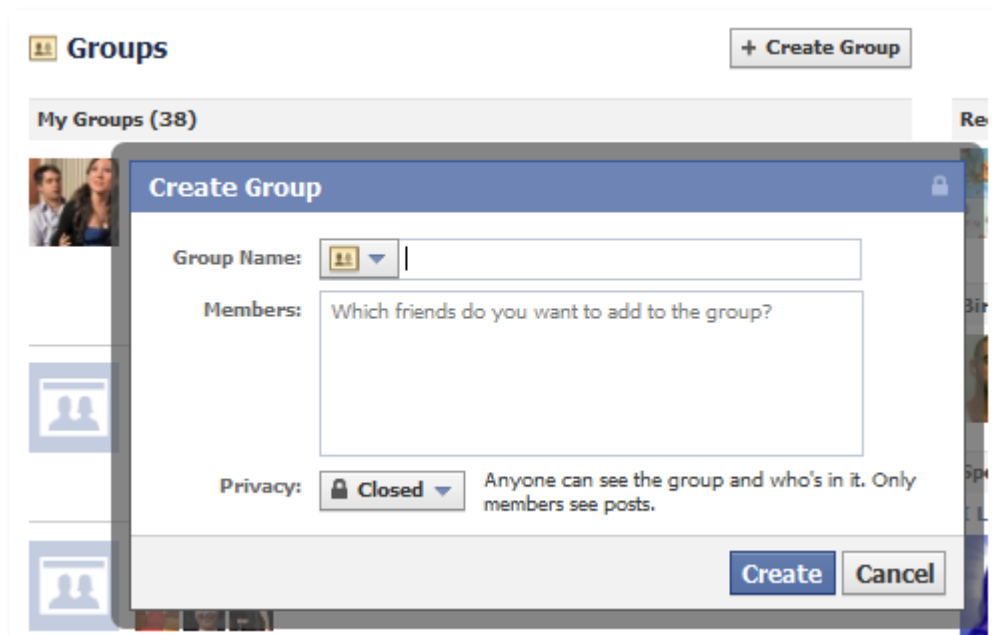 Groups
+ Create Group
My Groups (38)
Create Group
Group Name:
Members:
Which friends do you want to add to the group?
Privacy:
Closed
Anyone can see the group and who's in it. Only
members see posts.
Create
Cancel